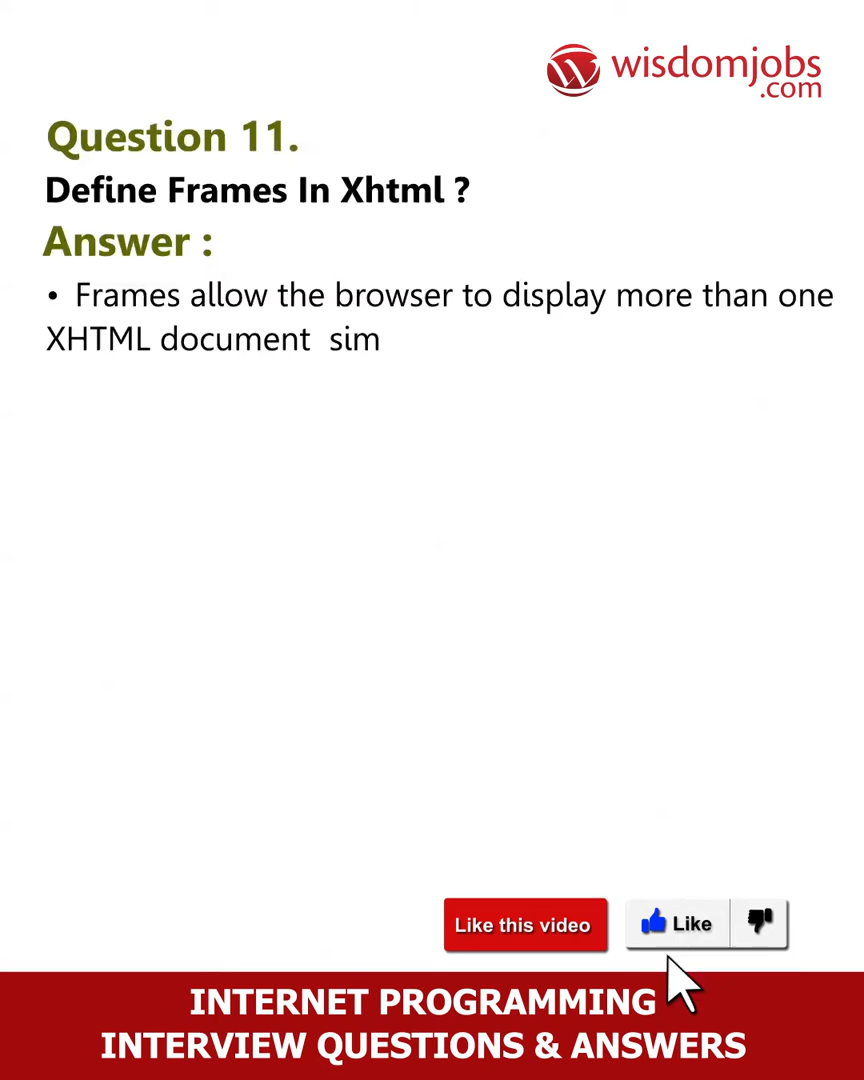 wisdomjobs
.com
Question 11.
Define Frames In Xhtml ?
Answer :
• Frames allow the browser to display more than one
XHTML document sim
Like this video
Like
INTERNET PROGRAMMING
INTERVIEW QUESTIONS & ANSWERS